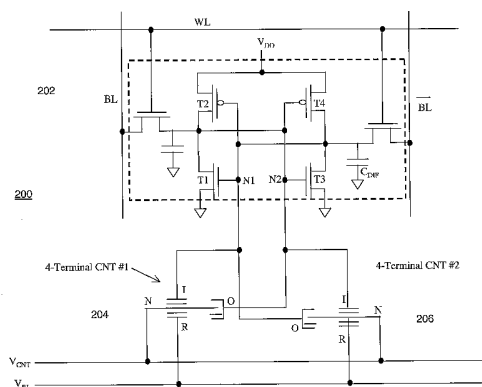 WL
V_DD
202
BL
T2
T4
BL
T1
N1
N2
T3
C_DIF
200
4-Terminal CNT #1
4-Terminal CNT #2
I
I
N
O
N
204
206
R
O
R
V_CNT